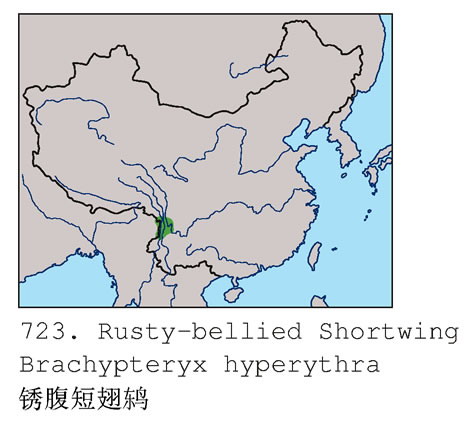 723. Rusty-bellied Shortwing
Brachypteryx hyperythra
锈腹短翅鸫